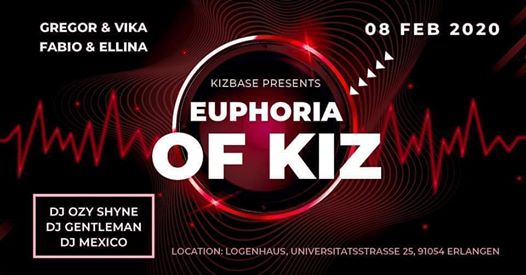 GREGOR & VIKA
FABIO & ELLINA
08 FEB 2020
KIZBASE PRESENTS
EUPHORIA
OF KIZ
DJ OZY SHYNE
DJ GENTLEMAN
DJ MEXICO
LOCATION: LOGENHAUS, UNIVERSITATSSTRASSE 25, 91054 ERLANGEN